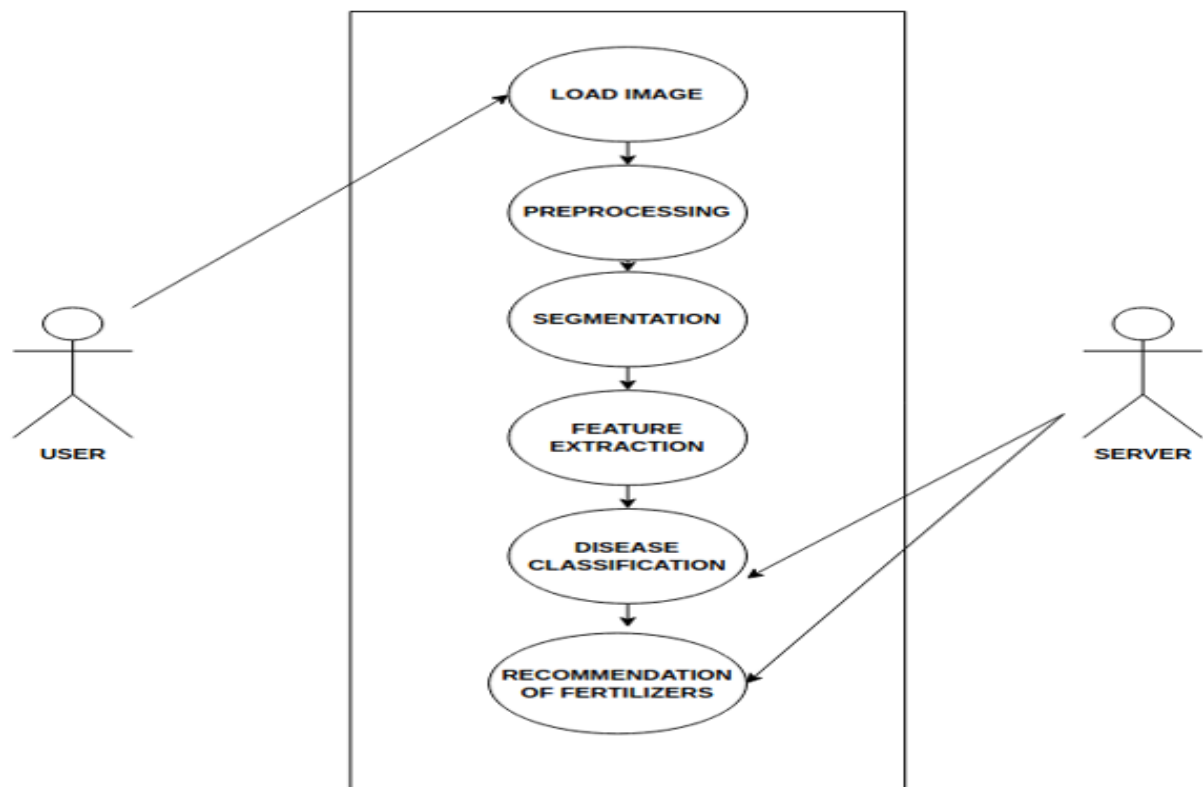 LOAD IMAGE
PREPROCESSING
SEGMENTATION
FEATURE
EXTRACTION
USER
SERVER
DISEASE
CLASSIFICATION
RECOMMENDATION
OF FERTILIZERS